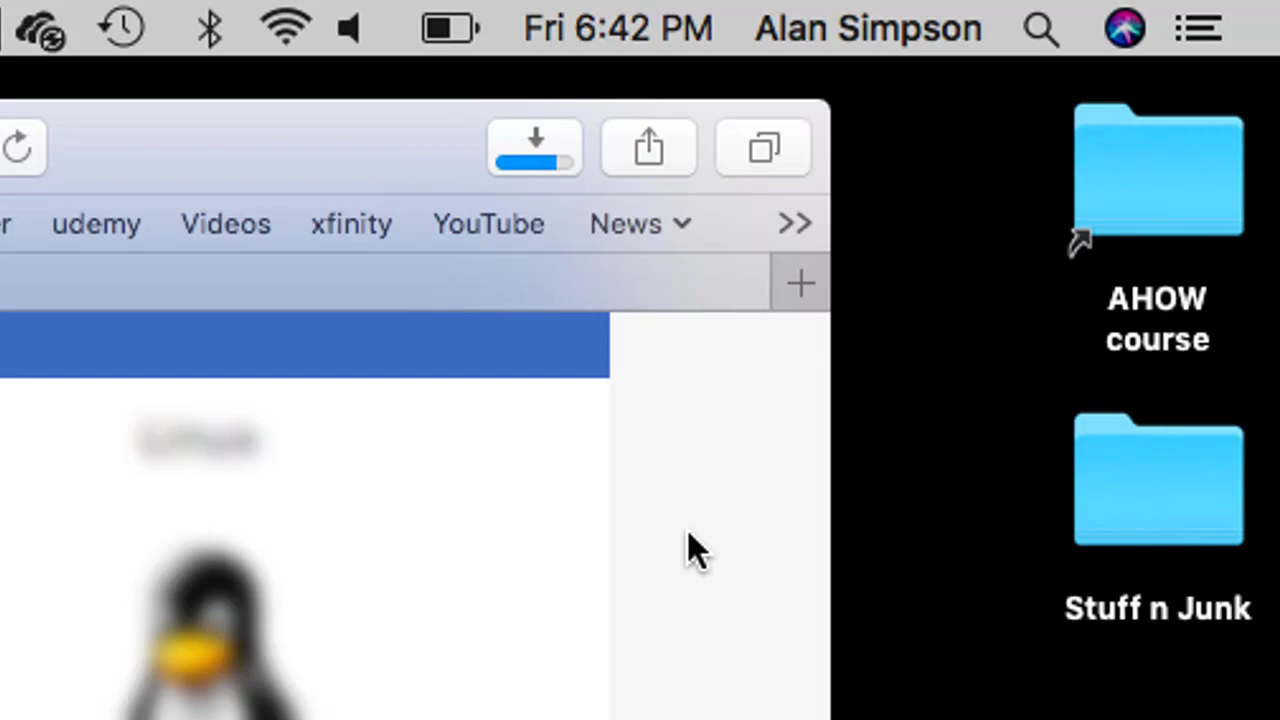 Fri 6:42 PM Alan Simpson
udemy Videos xfinity YouTube News
AHOW
course
Stuff n Junk